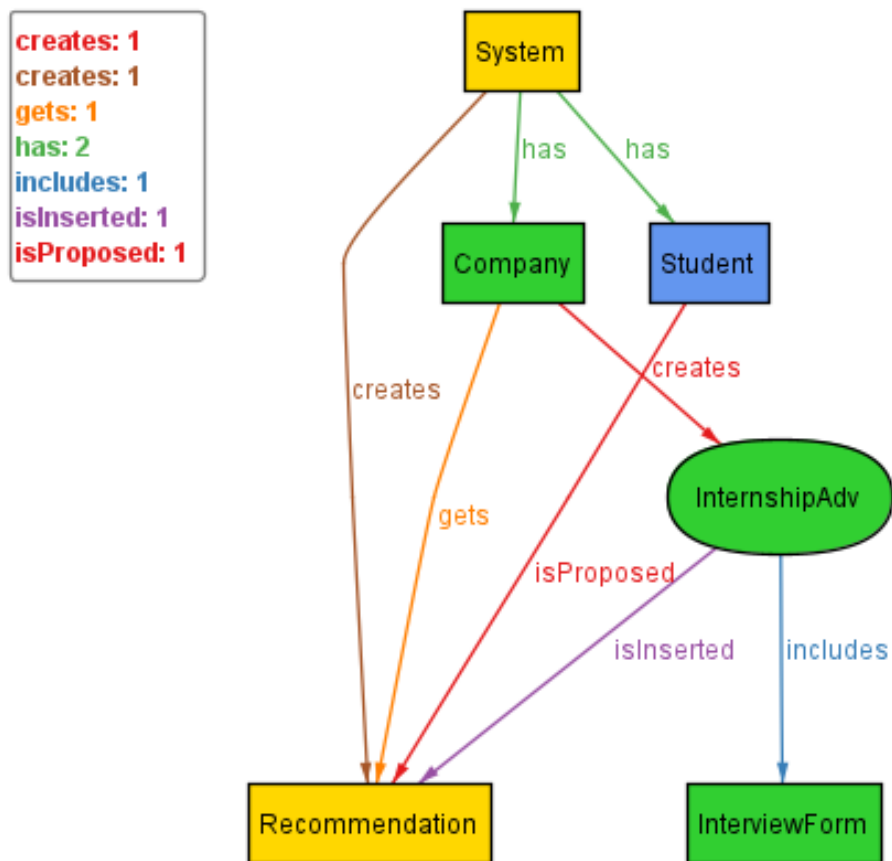 creates: 1
creates: 1
gets: 1
has: 2
includes: 1
isInserted: 1
isProposed: 1
System
has
has
Company
Student
creates
creates
InternshipAdv
gets
isProposed
isInserted
includes
Recommendation
InterviewForm